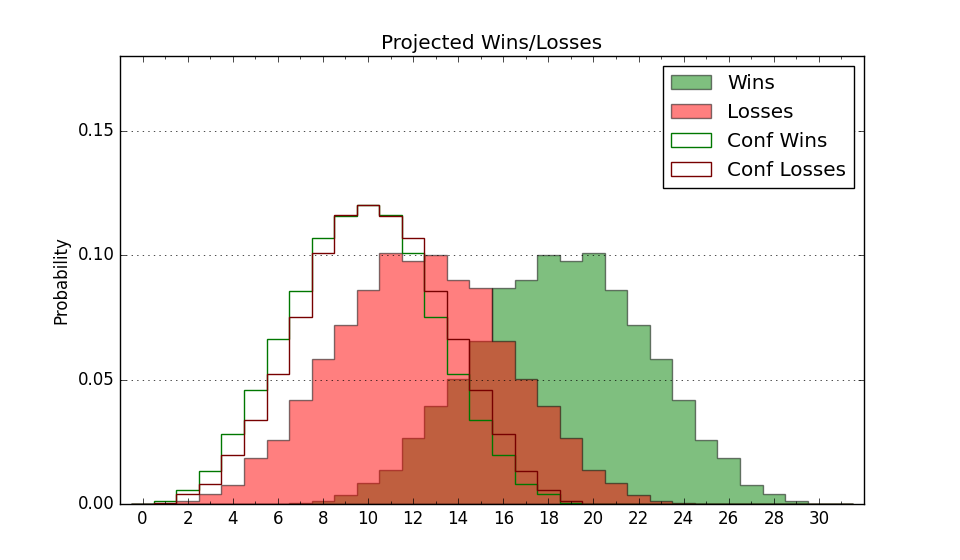 Projected Wins/Losses
Wins
Losses
Conf Wins
Conf Losses
Probability
0.15
0.10
0.05
0.00
0 2 4 6 8 10 12 14 16 18 20 22 24 26 28 30